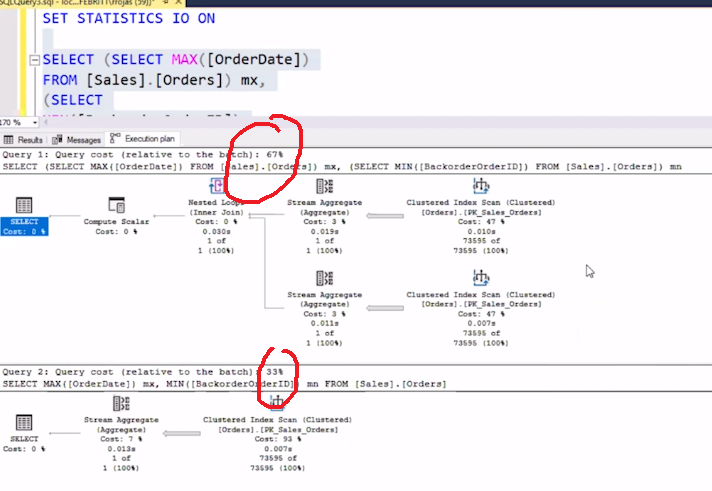 SQLQuery3.sql - loc...FEBRITT\frojas (59))*
SET STATISTICS IO ON
SELECT (SELECT MAX([OrderDate])
FROM [Sales].[Orders]) mx,
(SELECT
170 %
Results Messages Execution plan
Query 1: Query cost (relative to the batch): 67%
SELECT (SELECT MAX([OrderDate]) FROM [Sales].[Orders]) mx, (SELECT MIN([BackorderOrderID]) FROM [Sales].[Orders]) mn
SELECT
Cost: 0 %
Compute Scalar
Cost: 0 %
Nested Loops
(Inner Join)
Cost: 0 %
0.030s
1 of
1 (100%)
Stream Aggregate
(Aggregate)
Cost: 3 %
0.019s
1 of
1 (100%)
Clustered Index Scan (Clustered)
[Orders].[PK_Sales_Orders]
Cost: 47 %
0.010s
73595 of
73595 (100%)
Stream Aggregate
(Aggregate)
Cost: 3 %
0.011s
1 of
1 (100%)
Clustered Index Scan (Clustered)
[Orders].[PK_Sales_Orders]
Cost: 47 %
0.007s
73595 of
73595 (100%)
Query 2: Query cost (relative to the batch): 33%
SELECT MAX([OrderDate]) mx, MIN([BackorderOrderID]) mn FROM [Sales].[Orders]
SELECT
Cost: 0 %
Stream Aggregate
(Aggregate)
Cost: 7 %
0.013s
1 of
1 (100%)
Clustered Index Scan (Clustered)
[Orders].[PK_Sales_Orders]
Cost: 93 %
0.007s
73595 of
73595 (100%)